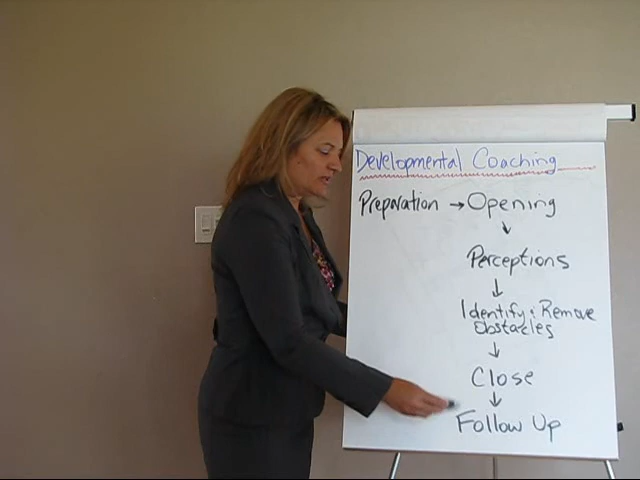 Developmental Coaching
Preparation → Opening
↓
Perceptions
↓
Identify & Remove
Obstacles
↓
Close
↓
Follow Up